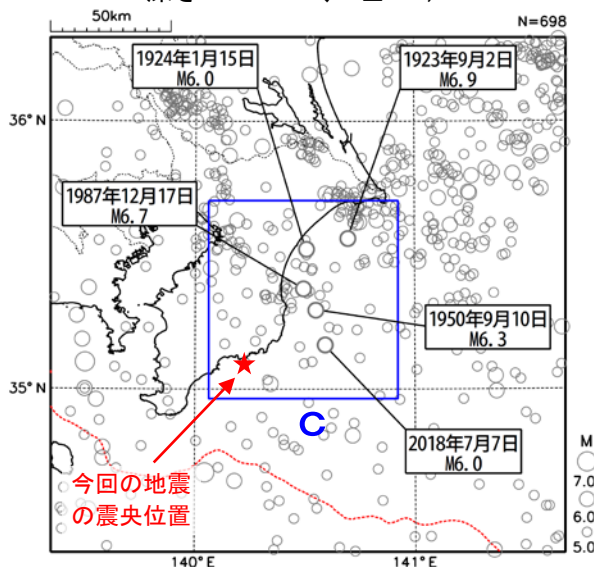 50km
N=698
1924年1月15日
M6.0
1923年9月2日
M6.9
36°N
1987年12月17日
M6.7
1950年9月10日
M6.3
35°N
C
2018年7月7日
M6.0
今回の地震
の震央位置
M
7.0
6.0
5.0
140°E
141°E